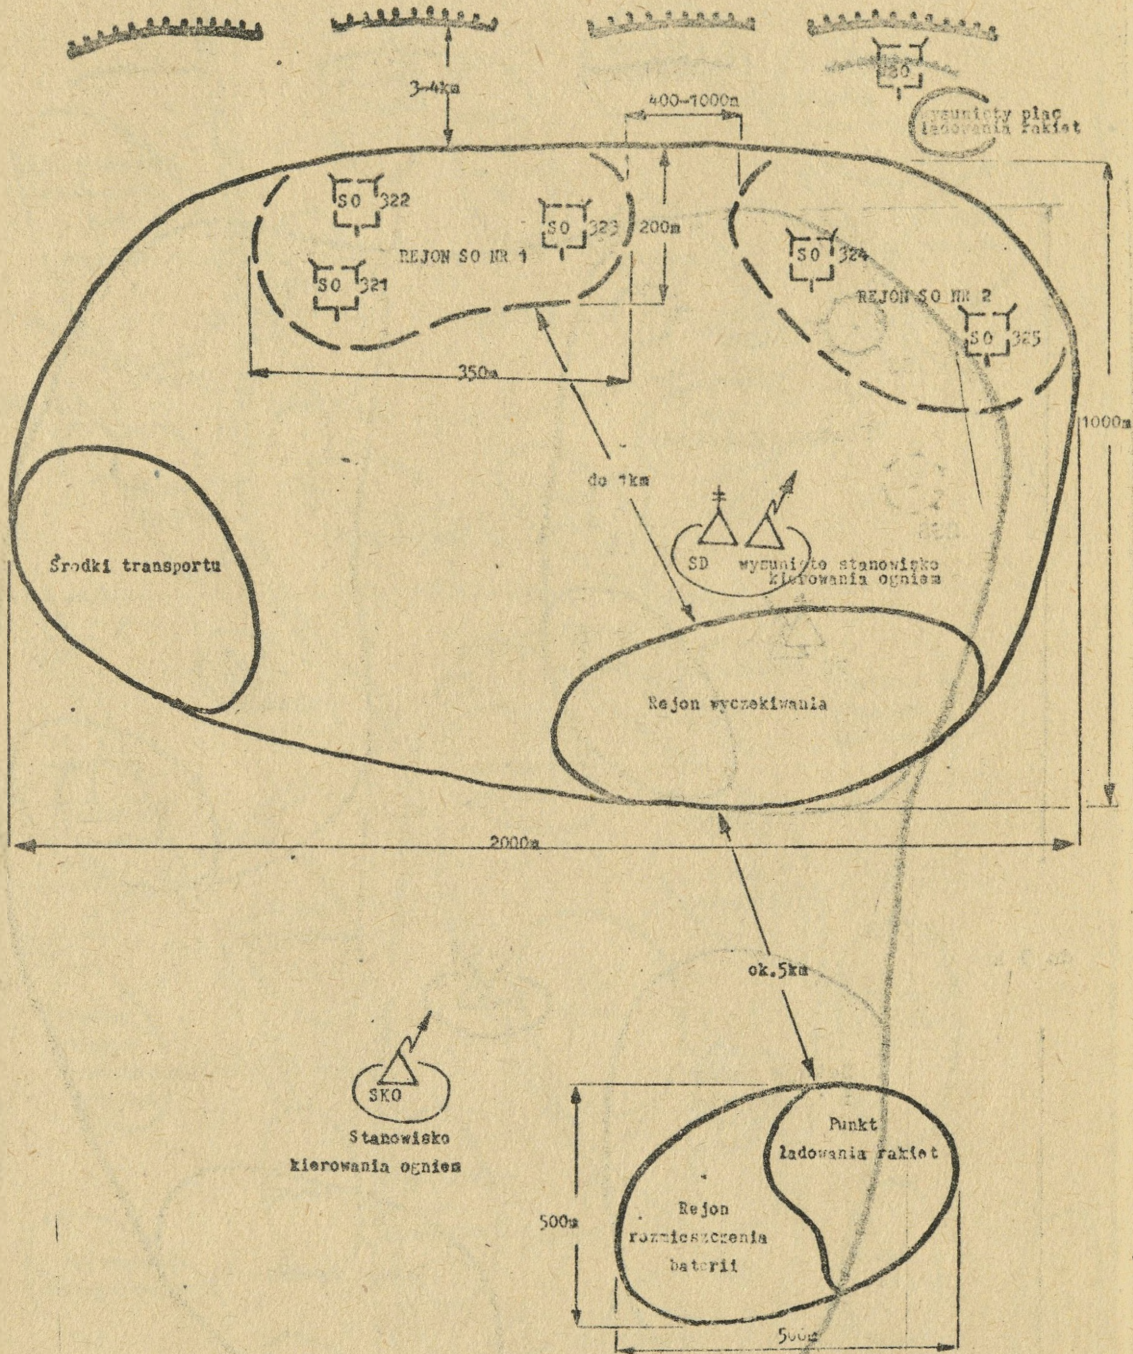 3-4km
400-1000m
SO
wysunięty plac
ładowania rakiet
SO 322
SO 323
200m
REJON SO NR 1
SO 321
SO 324
REJON SO NR 2
SO 325
350m
1000m
do 1km
Środki transportu
SD wysunięte stanowisko
kierowania ogniem
Rejon wyczekiwania
2000m
ok.5km
SKO
Stanowisko
kierowania ogniem
Punkt
ładowania rakiet
500m
Rejon
rozmieszczenia
baterii
500m